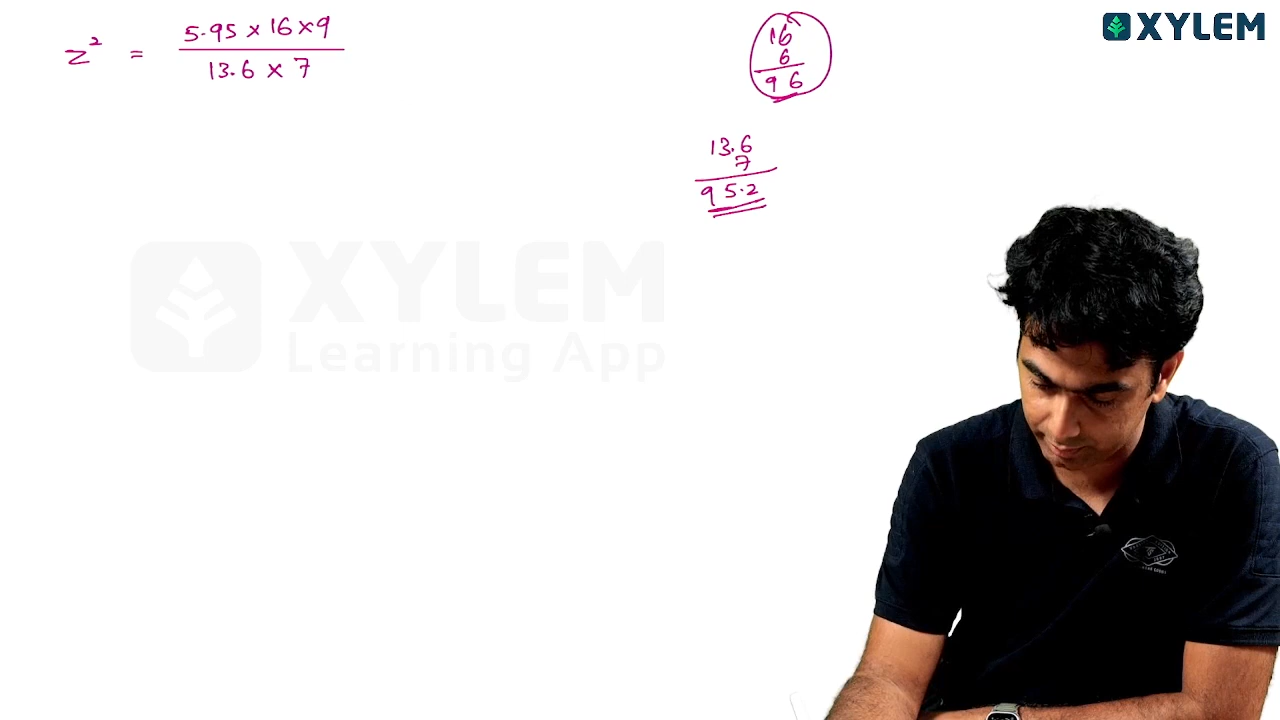 z² = 5.95 × 16 × 9
13.6 × 7
16
6
96
13.6
7
95.2
XYLEM
XYLEM
Learning App